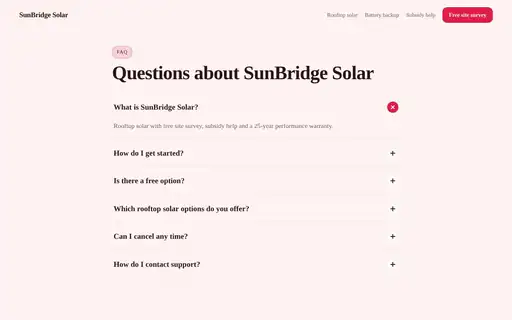 SunBridge Solar
Rooftop solar Battery backup Subsidy help Free site survey
FAQ
Questions about SunBridge Solar
What is SunBridge Solar?
Rooftop solar with free site survey, subsidy help and a 25-year performance warranty.
How do I get started?
Is there a free option?
Which rooftop solar options do you offer?
Can I cancel any time?
How do I contact support?